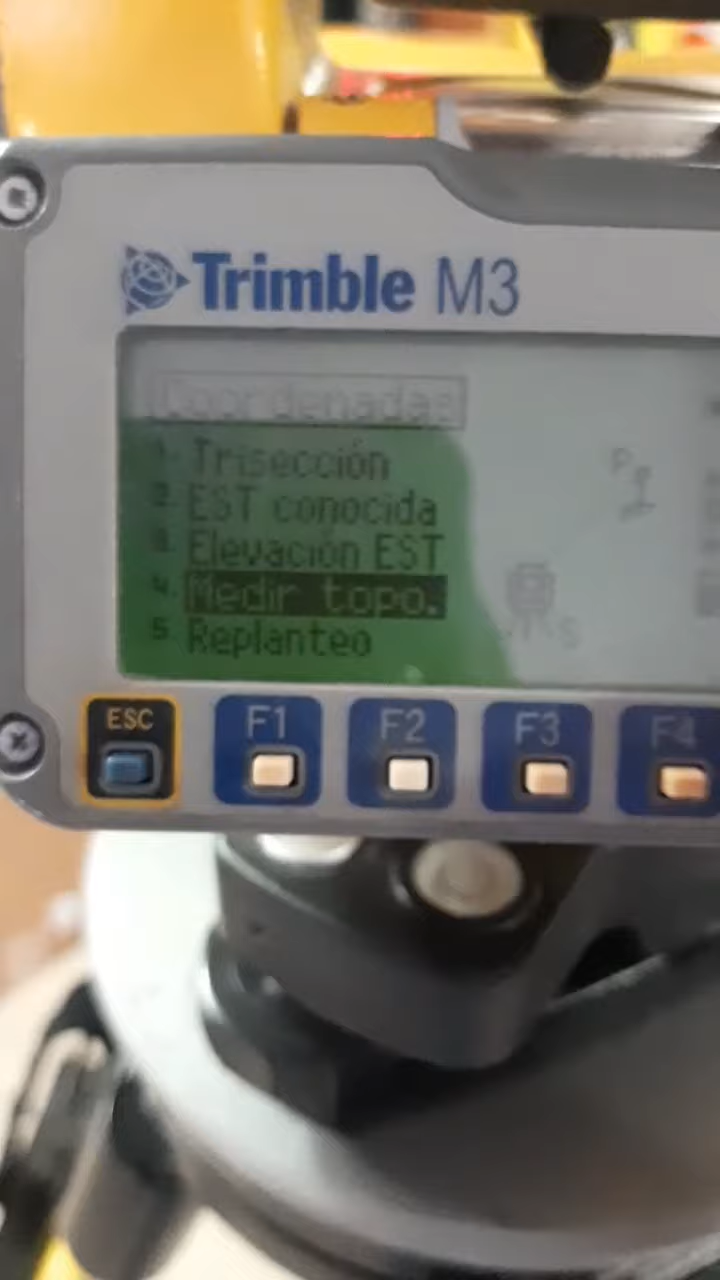 Trimble M3
Coordenadas
1. Trisección
2. EST conocida
3. Elevación EST
4. Medir topo.
5. Replanteo
P
S
ESC
F1
F2
F3
F4